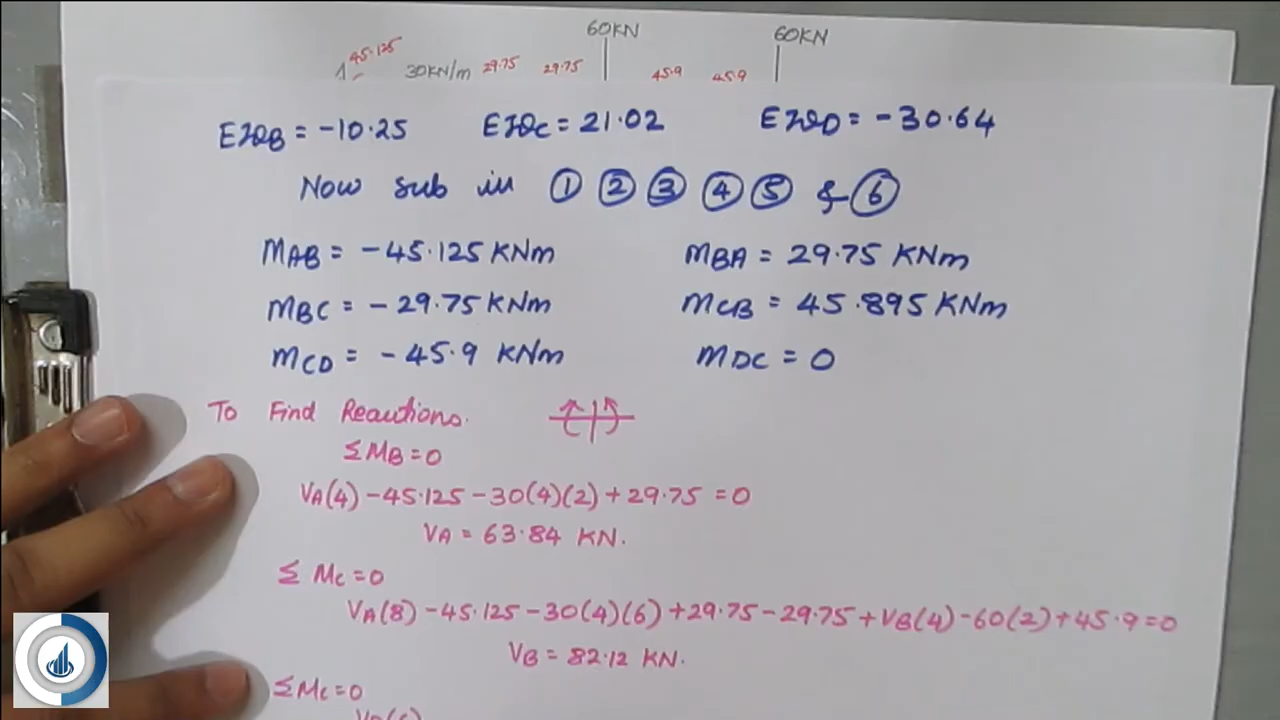 60KN 60KN
45.125 30KN/m 29.75 29.75 45.9 45.9
EIθB = -10.25 EIθC = 21.02 EIθD = -30.64
Now sub in ① ② ③ ④ ⑤ & ⑥
MAB = -45.125 KNm MBA = 29.75 KNm
MBC = -29.75 KNm MCB = 45.895 KNm
MCD = -45.9 KNm MDC = 0
To Find Reactions.
ΣMB=0
VA(4) -45.125 -30(4)(2) +29.75 =0
VA = 63.84 KN.
Σ Mc=0
VA(8) -45.125 -30(4)(6) +29.75 -29.75 +VB(4) -60(2) +45.9=0
VB = 82.12 KN.
ΣMc=0